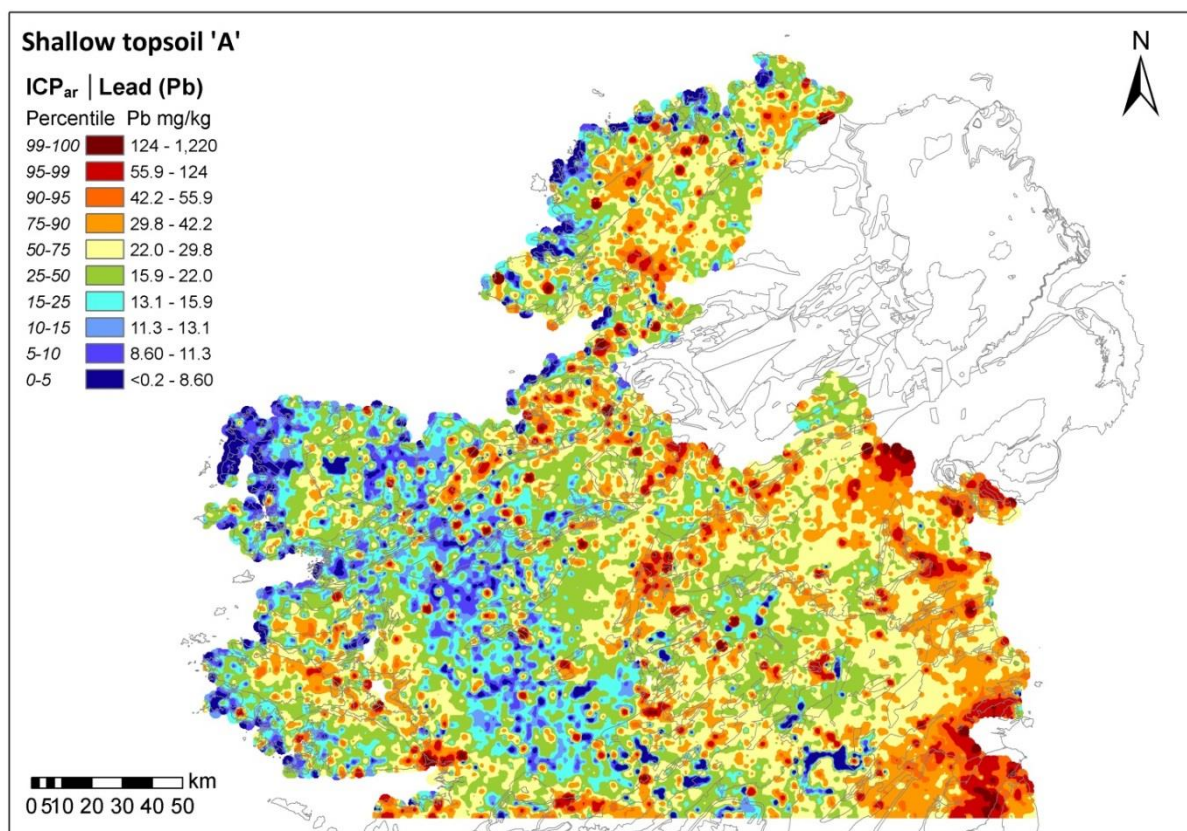 Shallow topsoil 'A'
N
ICPar | Lead (Pb)
Percentile Pb mg/kg
99-100 124 - 1,220
95-99 55.9 - 124
90-95 42.2 - 55.9
75-90 29.8 - 42.2
50-75 22.0 - 29.8
25-50 15.9 - 22.0
15-25 13.1 - 15.9
10-15 11.3 - 13.1
5-10 8.60 - 11.3
0-5 <0.2 - 8.60
km
0 5 10 20 30 40 50